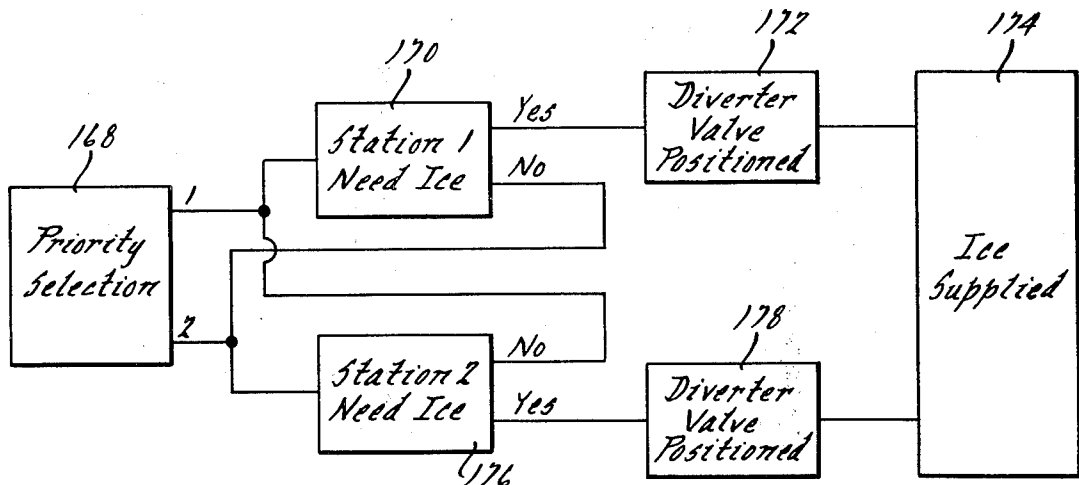 168
Priority
Selection
1
2
170
Station 1
Need Ice
Yes
No
172
Diverter
Valve
Positioned
174
Ice
Supplied
Station 2
Need Ice
No
Yes
176
178
Diverter
Valve
Positioned